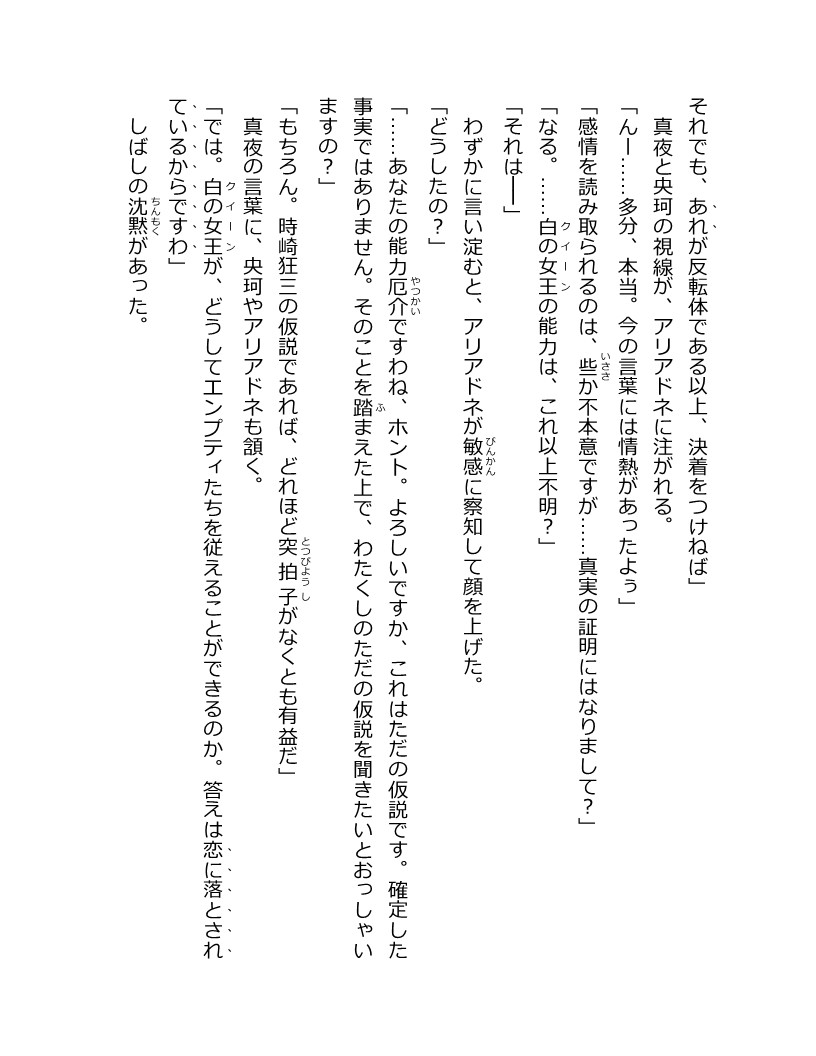 それでも、あれが反転体である以上、決着をつけねば」
　真夜と央珂の視線が、アリアドネに注がれる。
「んー……多分、本当。今の言葉には情熱があったよぅ」
「感情を読み取られるのは、些か不本意ですが……真実の証明にはなりまして？」
「なる。……白の女王の能力は、これ以上不明？」
「それは――」
　わずかに言い淀むと、アリアドネが敏感に察知して顔を上げた。
「どうしたの？」
「……あなたの能力厄介ですわね、ホント。よろしいですか、これはただの仮説です。確定した
事実ではありません。そのことを踏まえた上で、わたくしのただの仮説を聞きたいとおっしゃい
ますの？」
「もちろん。時崎狂三の仮説であれば、どれほど突拍子がなくとも有益だ」
　真夜の言葉に、央珂やアリアドネも頷く。
「では。白の女王が、どうしてエンプティたちを従えることができるのか。答えは恋に落とされ
ているからですわ」
　しばしの沈黙があった。